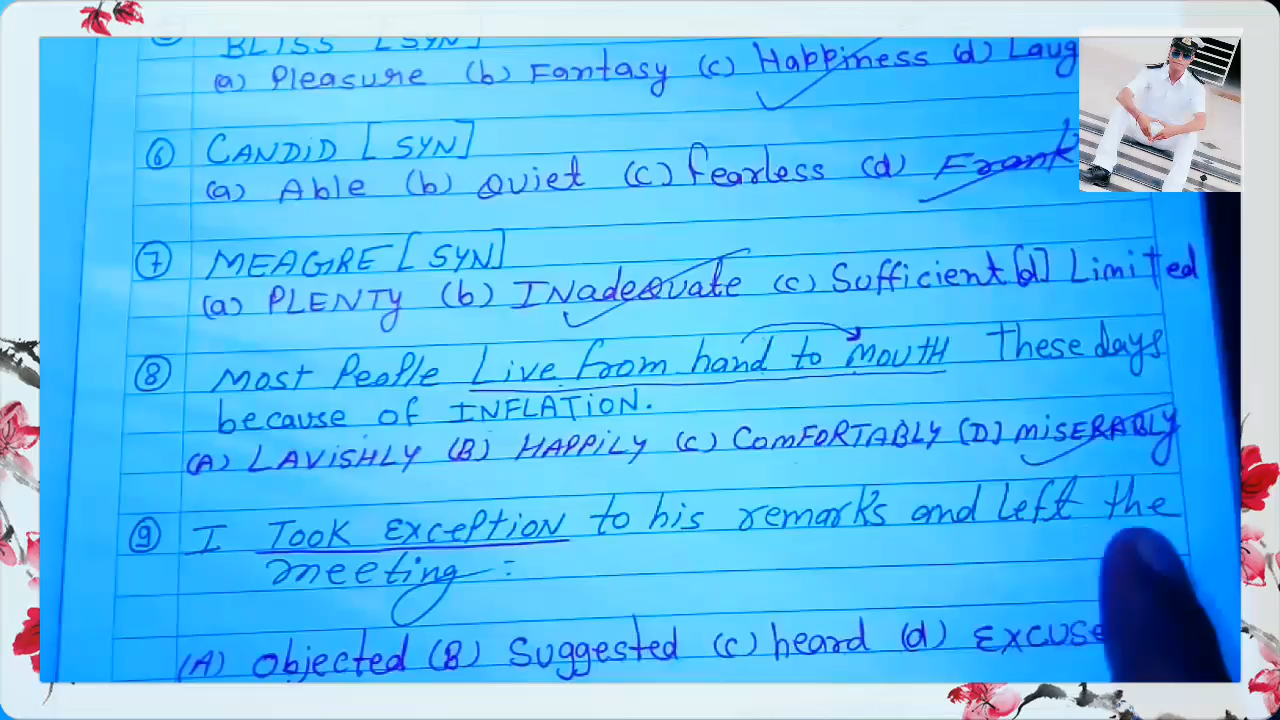 BLISS [SYN]
(a) Pleasure (b) Fantasy (c) Happiness (d) Laug
⑥ CANDID [SYN]
(a) Able (b) Quiet (c) fearless (d) Frank
⑦ MEAGRE [SYN]
(a) PLENTY (b) INadequate (c) Sufficient [d] Limited
⑧ Most People Live from hand to MOUTH These days
because of INFLATION.
(A) LAVISHLY (B) HAPPILY (C) COMFORTABLY (D) MISERABLY
⑨ I Took Exception to his remarks and left the
meeting:
(A) Objected (B) Suggested (c) heard (d) Excuse